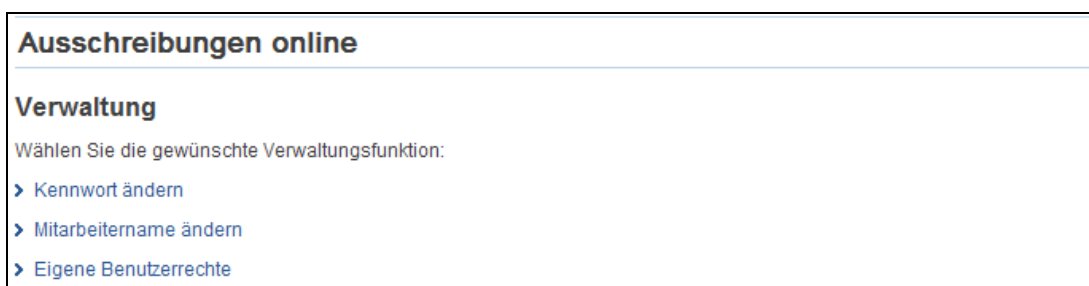 Ausschreibungen online
Verwaltung
Wählen Sie die gewünschte Verwaltungsfunktion:
Kennwort ändern
Mitarbeitername ändern
Eigene Benutzerrechte